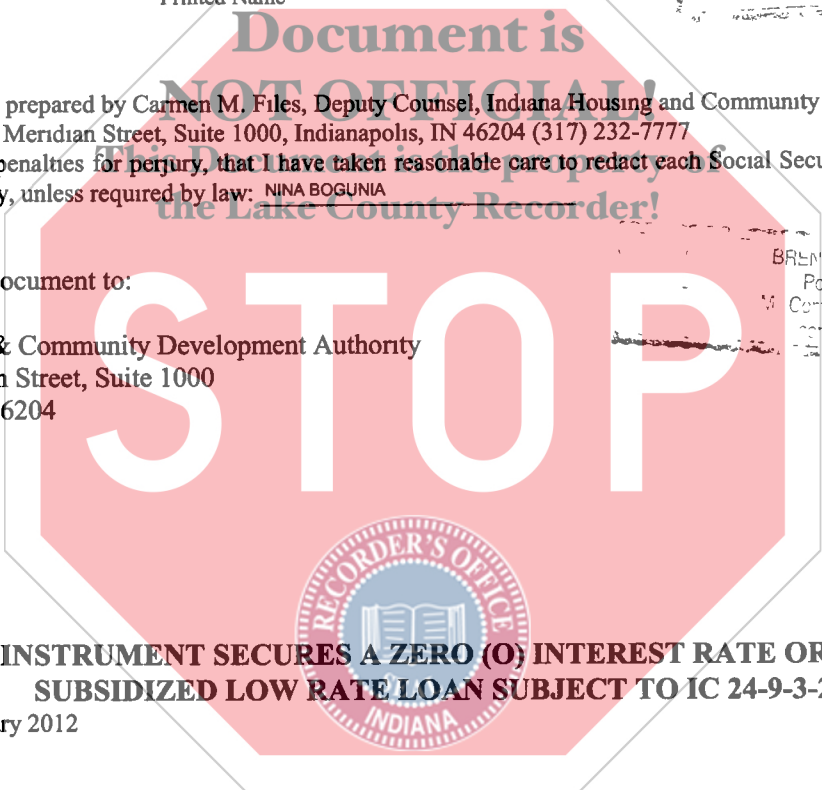 Printed Name
Document is
NOT OFFICIAL!
prepared by Carmen M. Files, Deputy Counsel, Indiana Housing and Community
Meridian Street, Suite 1000, Indianapolis, IN 46204 (317) 232-7777
This Document is the property of
penalties for perjury, that I have taken reasonable care to redact each Social Secu
y, unless required by law: NINA BOGUNIA
the Lake County Recorder!
BREN
Po
ocument to:
& Community Development Authority
n Street, Suite 1000
6204
STOP
RECORDER'S OFFICE
INSTRUMENT SECURES A ZERO (O) INTEREST RATE OR
SUBSIDIZED LOW RATE LOAN SUBJECT TO IC 24-9-3-2
INDIANA
ry 2012